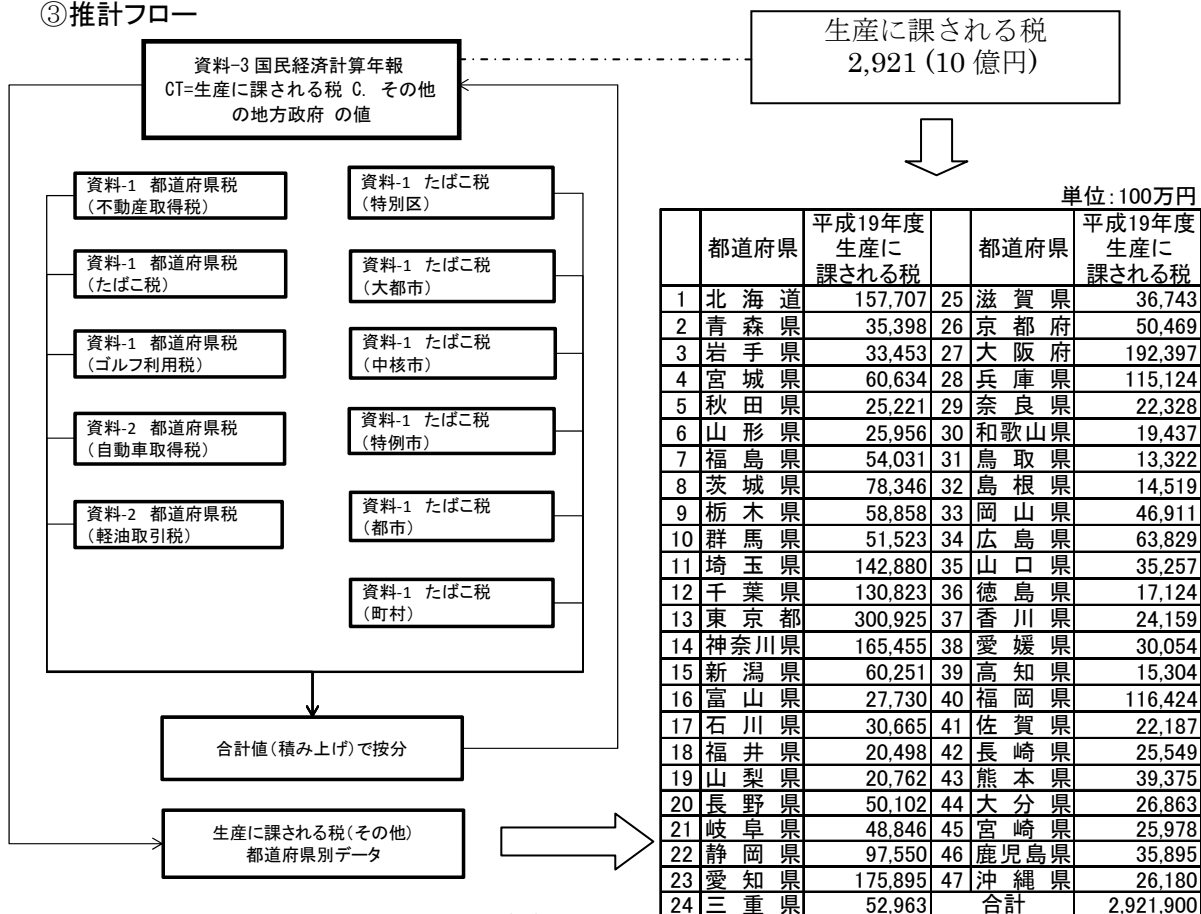 ③推計フロー
資料-3 国民経済計算年報
CT=生産に課される税 C. その他
の地方政府 の値
生産に課される税
2,921 (10 億円)
資料-1 都道府県税
(不動産取得税)
資料-1 都道府県税
(たばこ税)
資料-1 都道府県税
(ゴルフ利用税)
資料-2 都道府県税
(自動車取得税)
資料-2 都道府県税
(軽油取引税)
資料-1 たばこ税
(特別区)
資料-1 たばこ税
(大都市)
資料-1 たばこ税
(中核市)
資料-1 たばこ税
(特例市)
資料-1 たばこ税
(都市)
資料-1 たばこ税
(町村)
合計値(積み上げ)で按分
生産に課される税(その他)
都道府県別データ
単位:100万円
都道府県 平成19年度 生産に 課される税 都道府県 平成19年度 生産に 課される税
1 北海道 157,707 25 滋賀県 36,743
2 青森県 35,398 26 京都府 50,469
3 岩手県 33,453 27 大阪府 192,397
4 宮城県 60,634 28 兵庫県 115,124
5 秋田県 25,221 29 奈良県 22,328
6 山形県 25,956 30 和歌山県 19,437
7 福島県 54,031 31 鳥取県 13,322
8 茨城県 78,346 32 島根県 14,519
9 栃木県 58,858 33 岡山県 46,911
10 群馬県 51,523 34 広島県 63,829
11 埼玉県 142,880 35 山口県 35,257
12 千葉県 130,823 36 徳島県 17,124
13 東京都 300,925 37 香川県 24,159
14 神奈川県 165,455 38 愛媛県 30,054
15 新潟県 60,251 39 高知県 15,304
16 富山県 27,730 40 福岡県 116,424
17 石川県 30,665 41 佐賀県 22,187
18 福井県 20,498 42 長崎県 25,549
19 山梨県 20,762 43 熊本県 39,375
20 長野県 50,102 44 大分県 26,863
21 岐阜県 48,846 45 宮崎県 25,978
22 静岡県 97,550 46 鹿児島県 35,895
23 愛知県 175,895 47 沖縄県 26,180
24 三重県 52,963 合計 2,921,900